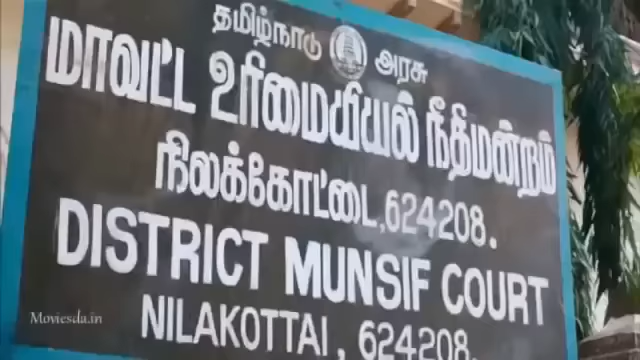 தமிழ்நாடு அரசு
மாவட்ட உரிமையியல் நீதிமன்றம்
நிலக்கோட்டை,624208.
DISTRICT MUNSIF COURT
NILAKOTTAI, 624208.
Moviesda.in